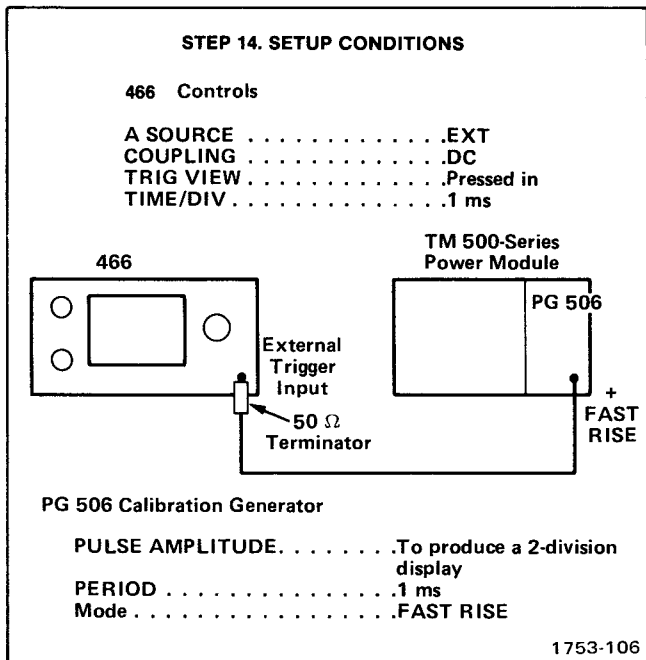 STEP 14. SETUP CONDITIONS
466 Controls
A SOURCE . . . . . . . . . . . . . .EXT
COUPLING . . . . . . . . . . . . . .DC
TRIG VIEW . . . . . . . . . . . . . .Pressed in
TIME/DIV . . . . . . . . . . . . . . .1 ms
466
TM 500-Series
Power Module
PG 506
External
Trigger
Input
50 Ω
Terminator
+
FAST
RISE
PG 506 Calibration Generator
PULSE AMPLITUDE. . . . . . . .To produce a 2-division
display
PERIOD . . . . . . . . . . . . . . . .1 ms
Mode . . . . . . . . . . . . . . . . . .FAST RISE
1753-106